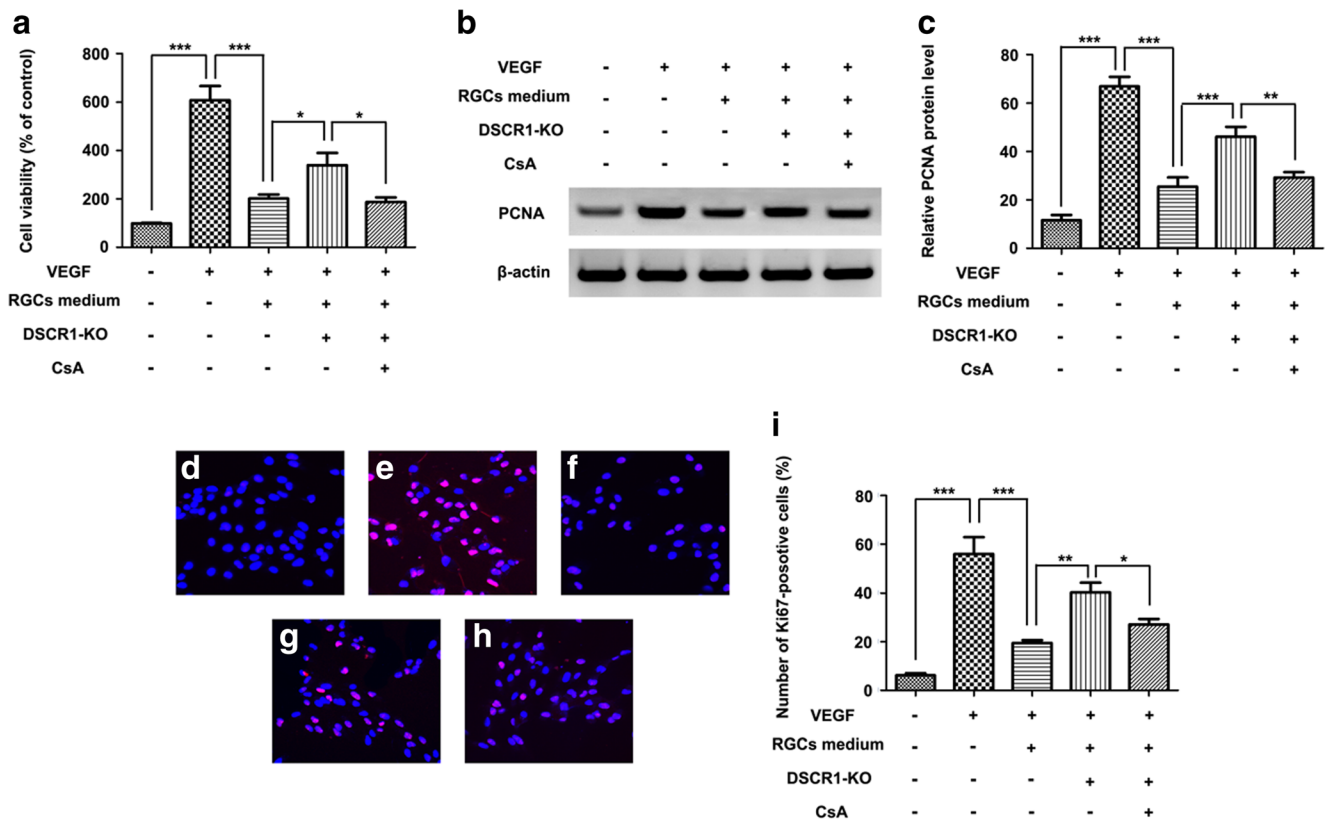 a
Cell viability (% of control)
800
600
400
200
0
***
***
*
*
VEGF - + + + +
RGCs medium - - + + +
DSCR1-KO - - - + +
CsA - - - - +
b
VEGF - + + + +
RGCs medium - - + + +
DSCR1-KO - - - + +
CsA - - - - +
PCNA
β-actin
c
Relative PCNA protein level
80
60
40
20
0
***
***
***
**
VEGF - + + + +
RGCs medium - - + + +
DSCR1-KO - - - + +
CsA - - - - +
d
e
f
g
h
i
Number of Ki67-posotive cells (%)
80
60
40
20
0
***
***
**
*
VEGF - + + + +
RGCs medium - - + + +
DSCR1-KO - - - + +
CsA - - - - +